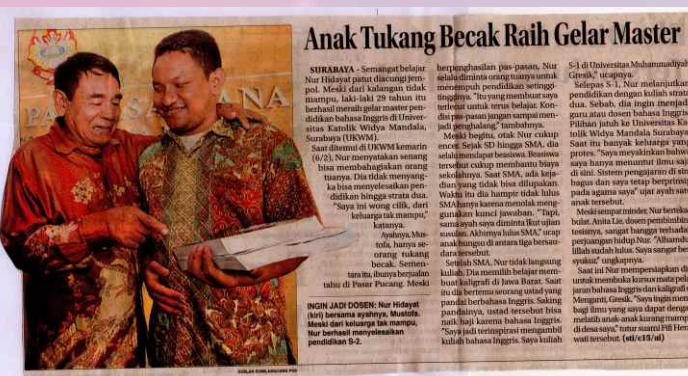 Anak Tukang Becak Raih Gelar Master
SURABAYA - Semangat belajar
Nur Hidayat patut diacungi jem-
pol. Meski dari kalangan tidak
mampu, laki-laki 29 tahun itu
berhasil meraih gelar master pen-
didikan bahasa Inggris di Univer-
sitas Katolik Widya Mandala,
Surabaya (UKWM).
Saat ditemui di UKWM kemarin
(6/2), Nur menyatakan senang
bisa membahagiakan orang
tuanya. Dia tidak menyang-
ka bisa menyelesaikan pen-
didikan hingga strata dua.
"Saya ini wong cilik, dari
keluarga tak mampu,"
katanya.
Ayahnya, Mus-
tofa, hanya se-
orang tukang
becak. Semen-
tara itu, ibunya berjualan
tahu di Pasar Pucang. Meski
berpenghasilan pas-pasan, Nur
selalu diminta orang tuanya untuk
menempuh pendidikan setinggi-
tingginya. "Itu yang membuat saya
terlecut untuk terus belajar. Kon-
disi pas-pasan jangan sampai men-
jadi penghalang," tambahnya.
Meski begitu, otak Nur cukup
encer. Sejak SD hingga SMA, dia
selalu mendapat beasiswa. Beasiswa
tersebut cukup membantu biaya
sekolahnya. Saat SMA, ada keja-
dian yang tidak bisa dilupakan.
Waktu itu dia hampir tidak lulus
SMA hanya karena menolak meng-
gunakan kunci jawaban. "Tapi,
sama ayah saya diminta ikut ujian
susulan. Akhirnya lulus SMA," ucap
anak bungsu di antara tiga bersau-
dara tersebut.
Setelah SMA, Nur tidak langsung
kuliah. Dia memilih belajar mem-
buat kaligrafi di Jawa Barat. Saat
itu dia bertemu seorang ustad yang
pandai berbahasa Inggris. Saking
pandainya, ustad tersebut bisa
naik haji karena bahasa Inggris.
"Saya jadi terinspirasi mengambil
kuliah bahasa Inggris. Saya kuliah
S-1 di Universitas Muhammadiyah
Gresik," ucapnya.
Selepas S-1, Nur melanjutkan
pendidikan dengan kuliah strata
dua. Sebab, dia ingin menjadi
guru atau dosen bahasa Inggris.
Pilihan jatuh ke Universitas Ka-
tolik Widya Mandala Surabaya.
Saat itu banyak keluarga yang
protes. "Saya meyakinkan bahwa
saya hanya menuntut ilmu saja
di sini. Sistem pengajaran di sini
bagus dan saya tetap berprinsip
pada agama saya" ujar ayah satu
anak tersebut.
Meski sempat minder, Nur bertekad
bulat. Anita Lie, dosen pembimbing
tesisnya, sangat bangga terhadap
perjuangan hidup Nur. "Alhamdu-
lillah sudah lulus. Saya sangat ber-
syukur," ungkapnya.
Saat ini Nur mempersiapkan diri
untuk membuka kursus mata pela-
jaran bahasa Inggris dan kaligrafi di
Menganti, Gresik. "Saya ingin mem-
bagi ilmu yang saya dapat dengan
melatih anak-anak kurang mampu
di desa saya," tutur suami Fifi Hera-
wati tersebut. (sti/c15/ai)
INGIN JADI DOSEN: Nur Hidayat
(kiri) bersama ayahnya, Mustofa.
Meski dari keluarga tak mampu,
Nur berhasil menyelesaikan
pendidikan S-2.